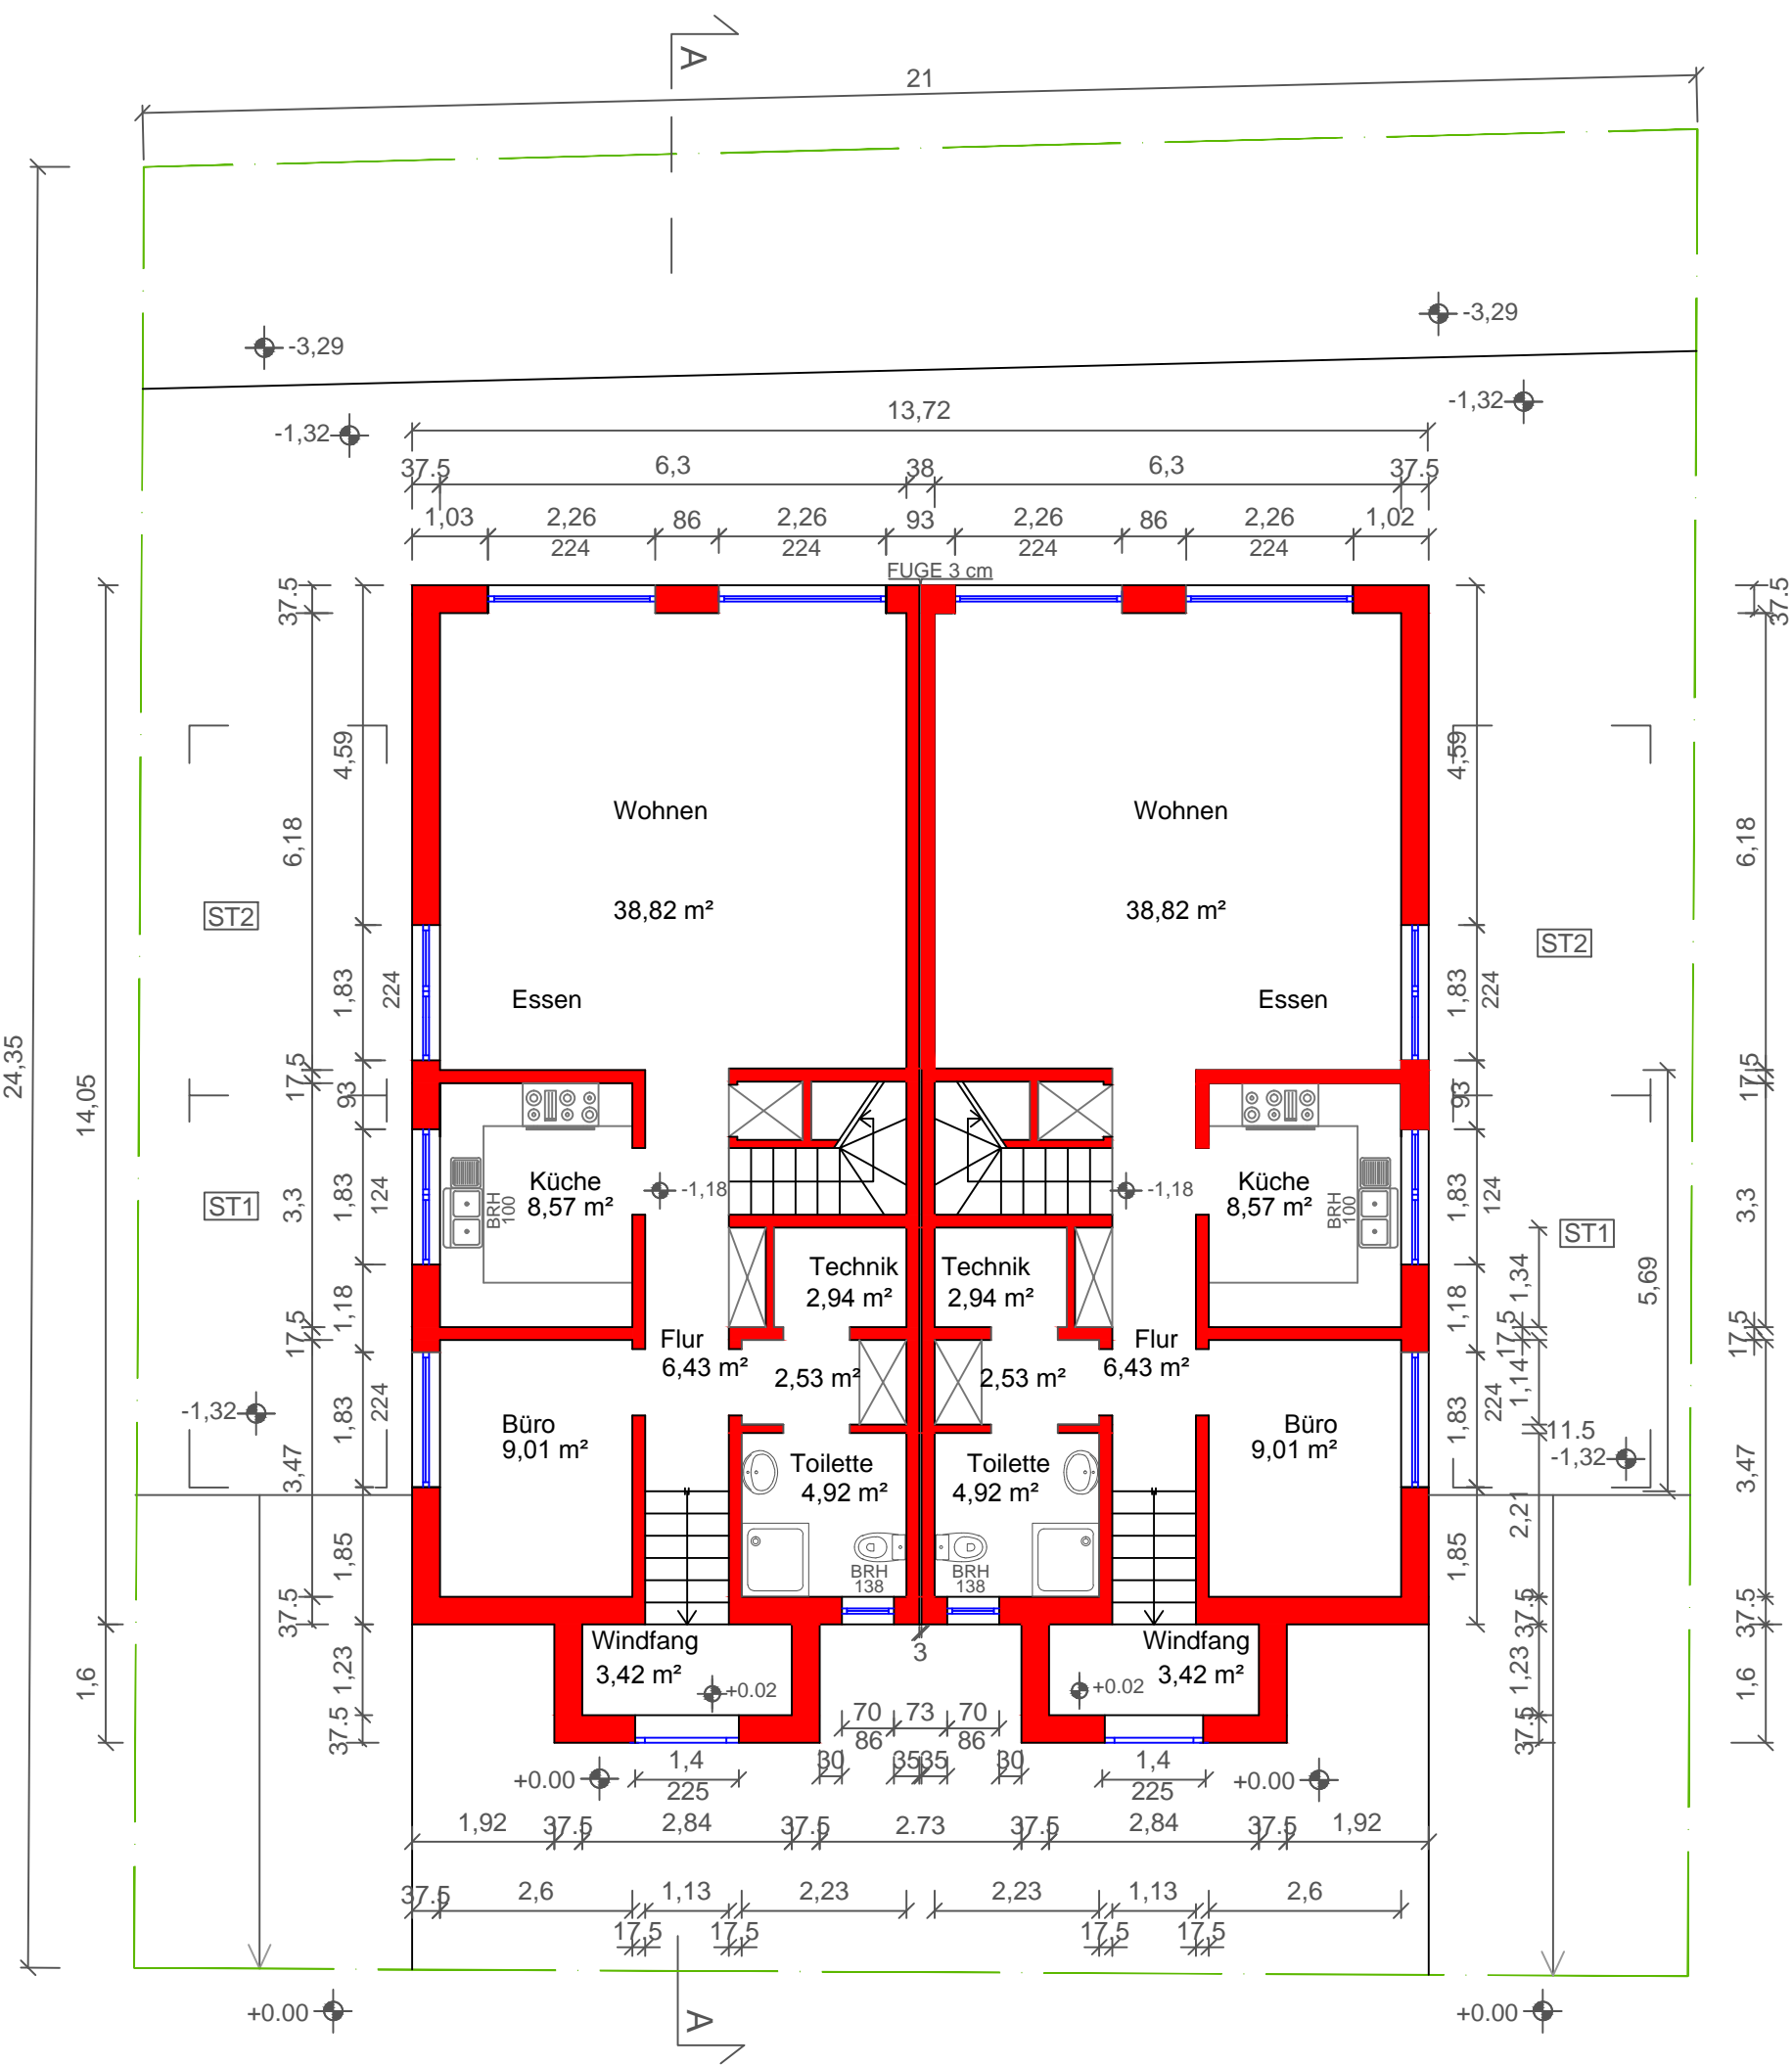 A
21
-3,29
-3,29
-1,32
-1,32
13,72
37.5 6,3 38 6,3 37.5
1,03 2,26 86 2,26 93 2,26 86 2,26 1,02
224 224 224 224
FUGE 3 cm
24,35
14,05
1,6
37.5
6,18
17,5
3,3
17,5
3,47
37.5
4,59
1,83
224
93
1,83
124
1,18
1,83
224
1,85
1,23
37.5
ST2
ST1
-1,32
Wohnen
38,82 m²
Essen
Wohnen
38,82 m²
Essen
Küche
8,57 m²
BRH
100
-1,18
-1,18
Küche
8,57 m²
BRH
100
Technik
2,94 m²
Technik
2,94 m²
Flur
6,43 m²
2,53 m²
2,53 m²
Flur
6,43 m²
Büro
9,01 m²
Toilette
4,92 m²
BRH
138
Toilette
4,92 m²
BRH
138
Büro
9,01 m²
Windfang
3,42 m²
+0.02
3
Windfang
3,42 m²
+0.02
4,59
1,83
224
93
1,83
124
1,18
1,83
224
1,85
ST2
ST1
1,34
17,5
1,14
11.5
-1,32
2,21
37.5
1,23
37.5
5,69
37.5
6,18
17,5
3,3
17,5
3,47
37.5
1,6
70 73 70
86 86
30 35 35 30
+0.00
1,4
225
1,4
225
+0.00
1,92 37.5 2,84 37.5 2.73 37.5 2,84 37.5 1,92
37.5 2,6 1,13 2,23 2,23 1,13 2,6
17,5 17,5 17,5 17,5
+0.00
A
+0.00